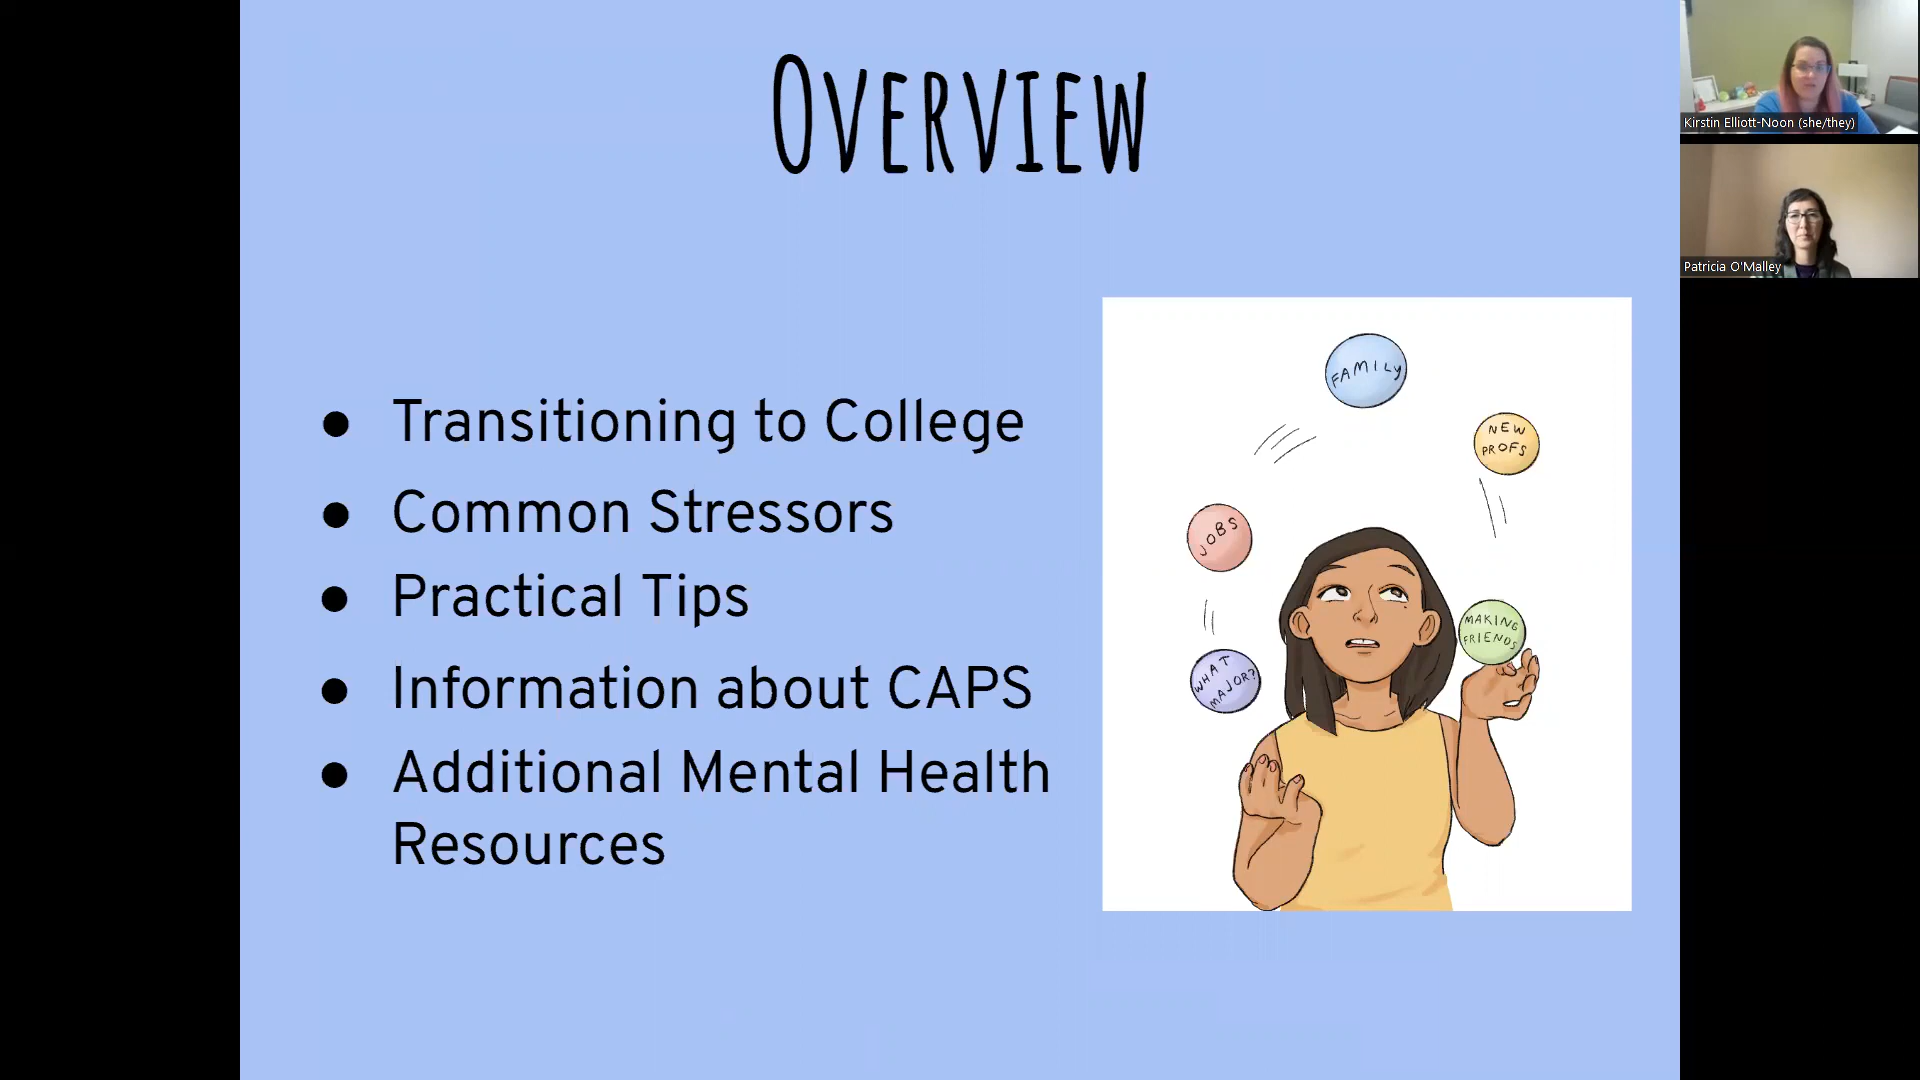 OVERVIEW
● Transitioning to College
● Common Stressors
● Practical Tips
● Information about CAPS
● Additional Mental Health
Resources
FAMILY
NEW
PROFS
JOBS
MAKING
FRIENDS
WHAT
MAJOR?
Kirstin Elliott-Noon (she/they)
Patricia O'Malley